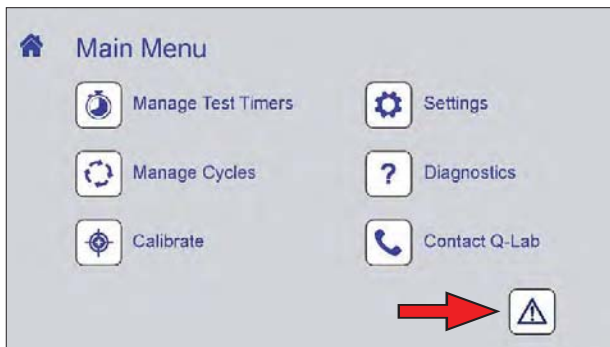 Main Menu
Manage Test Timers
Settings
Manage Cycles
? Diagnostics
Calibrate
Contact Q-Lab